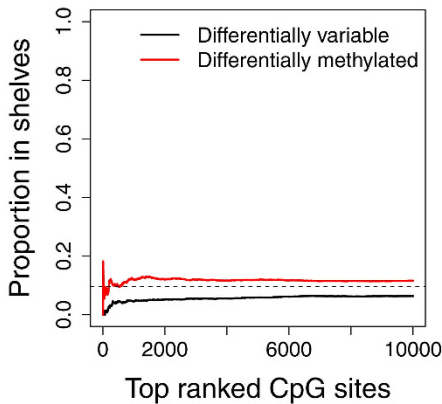 Differentially variable
Differentially methylated
Proportion in shelves
1.0
0.8
0.6
0.4
0.2
0.0
0 2000 6000 10000
Top ranked CpG sites